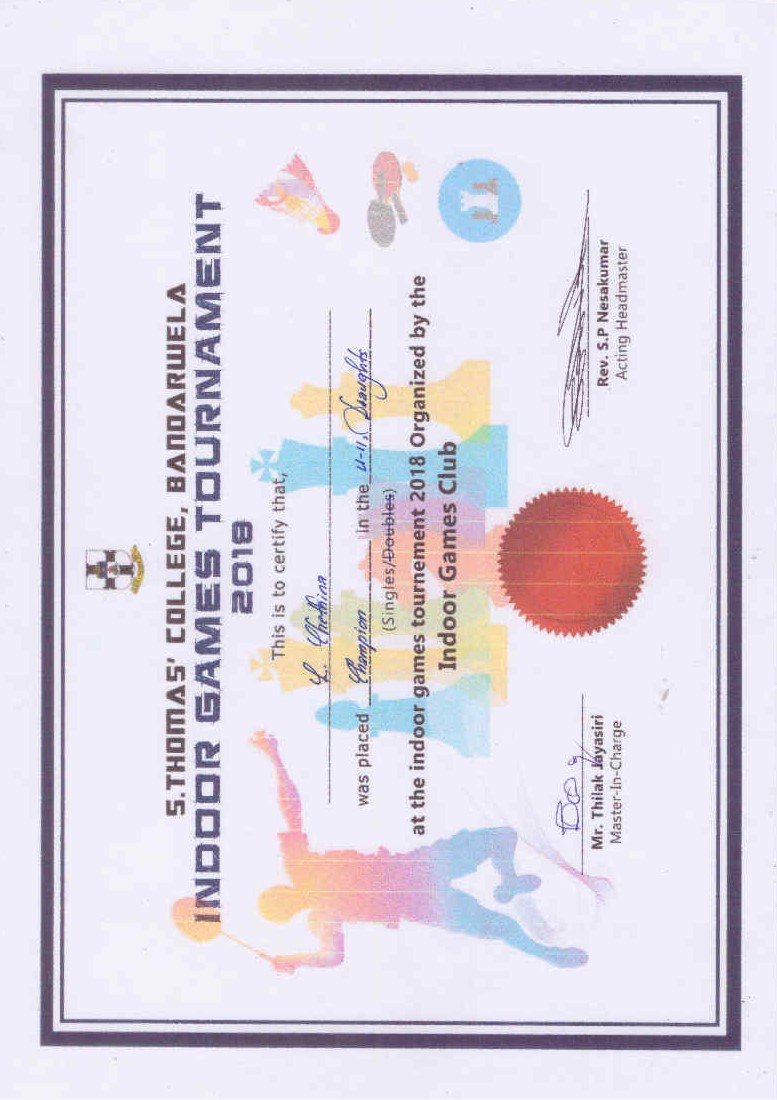 S.THOMAS' COLLEGE, BANDARWELA
INDOOR GAMES TOURNAMENT
2018
This is to certify that,
L. Chethina
was placed Champion in the U-11, Draughts
(Singles/Doubles)
at the indoor games tournement 2018 Organized by the
Indoor Games Club
Mr. Thilak Jayasiri
Master-In-Charge
Rev. S.P Nesakumar
Acting Headmaster